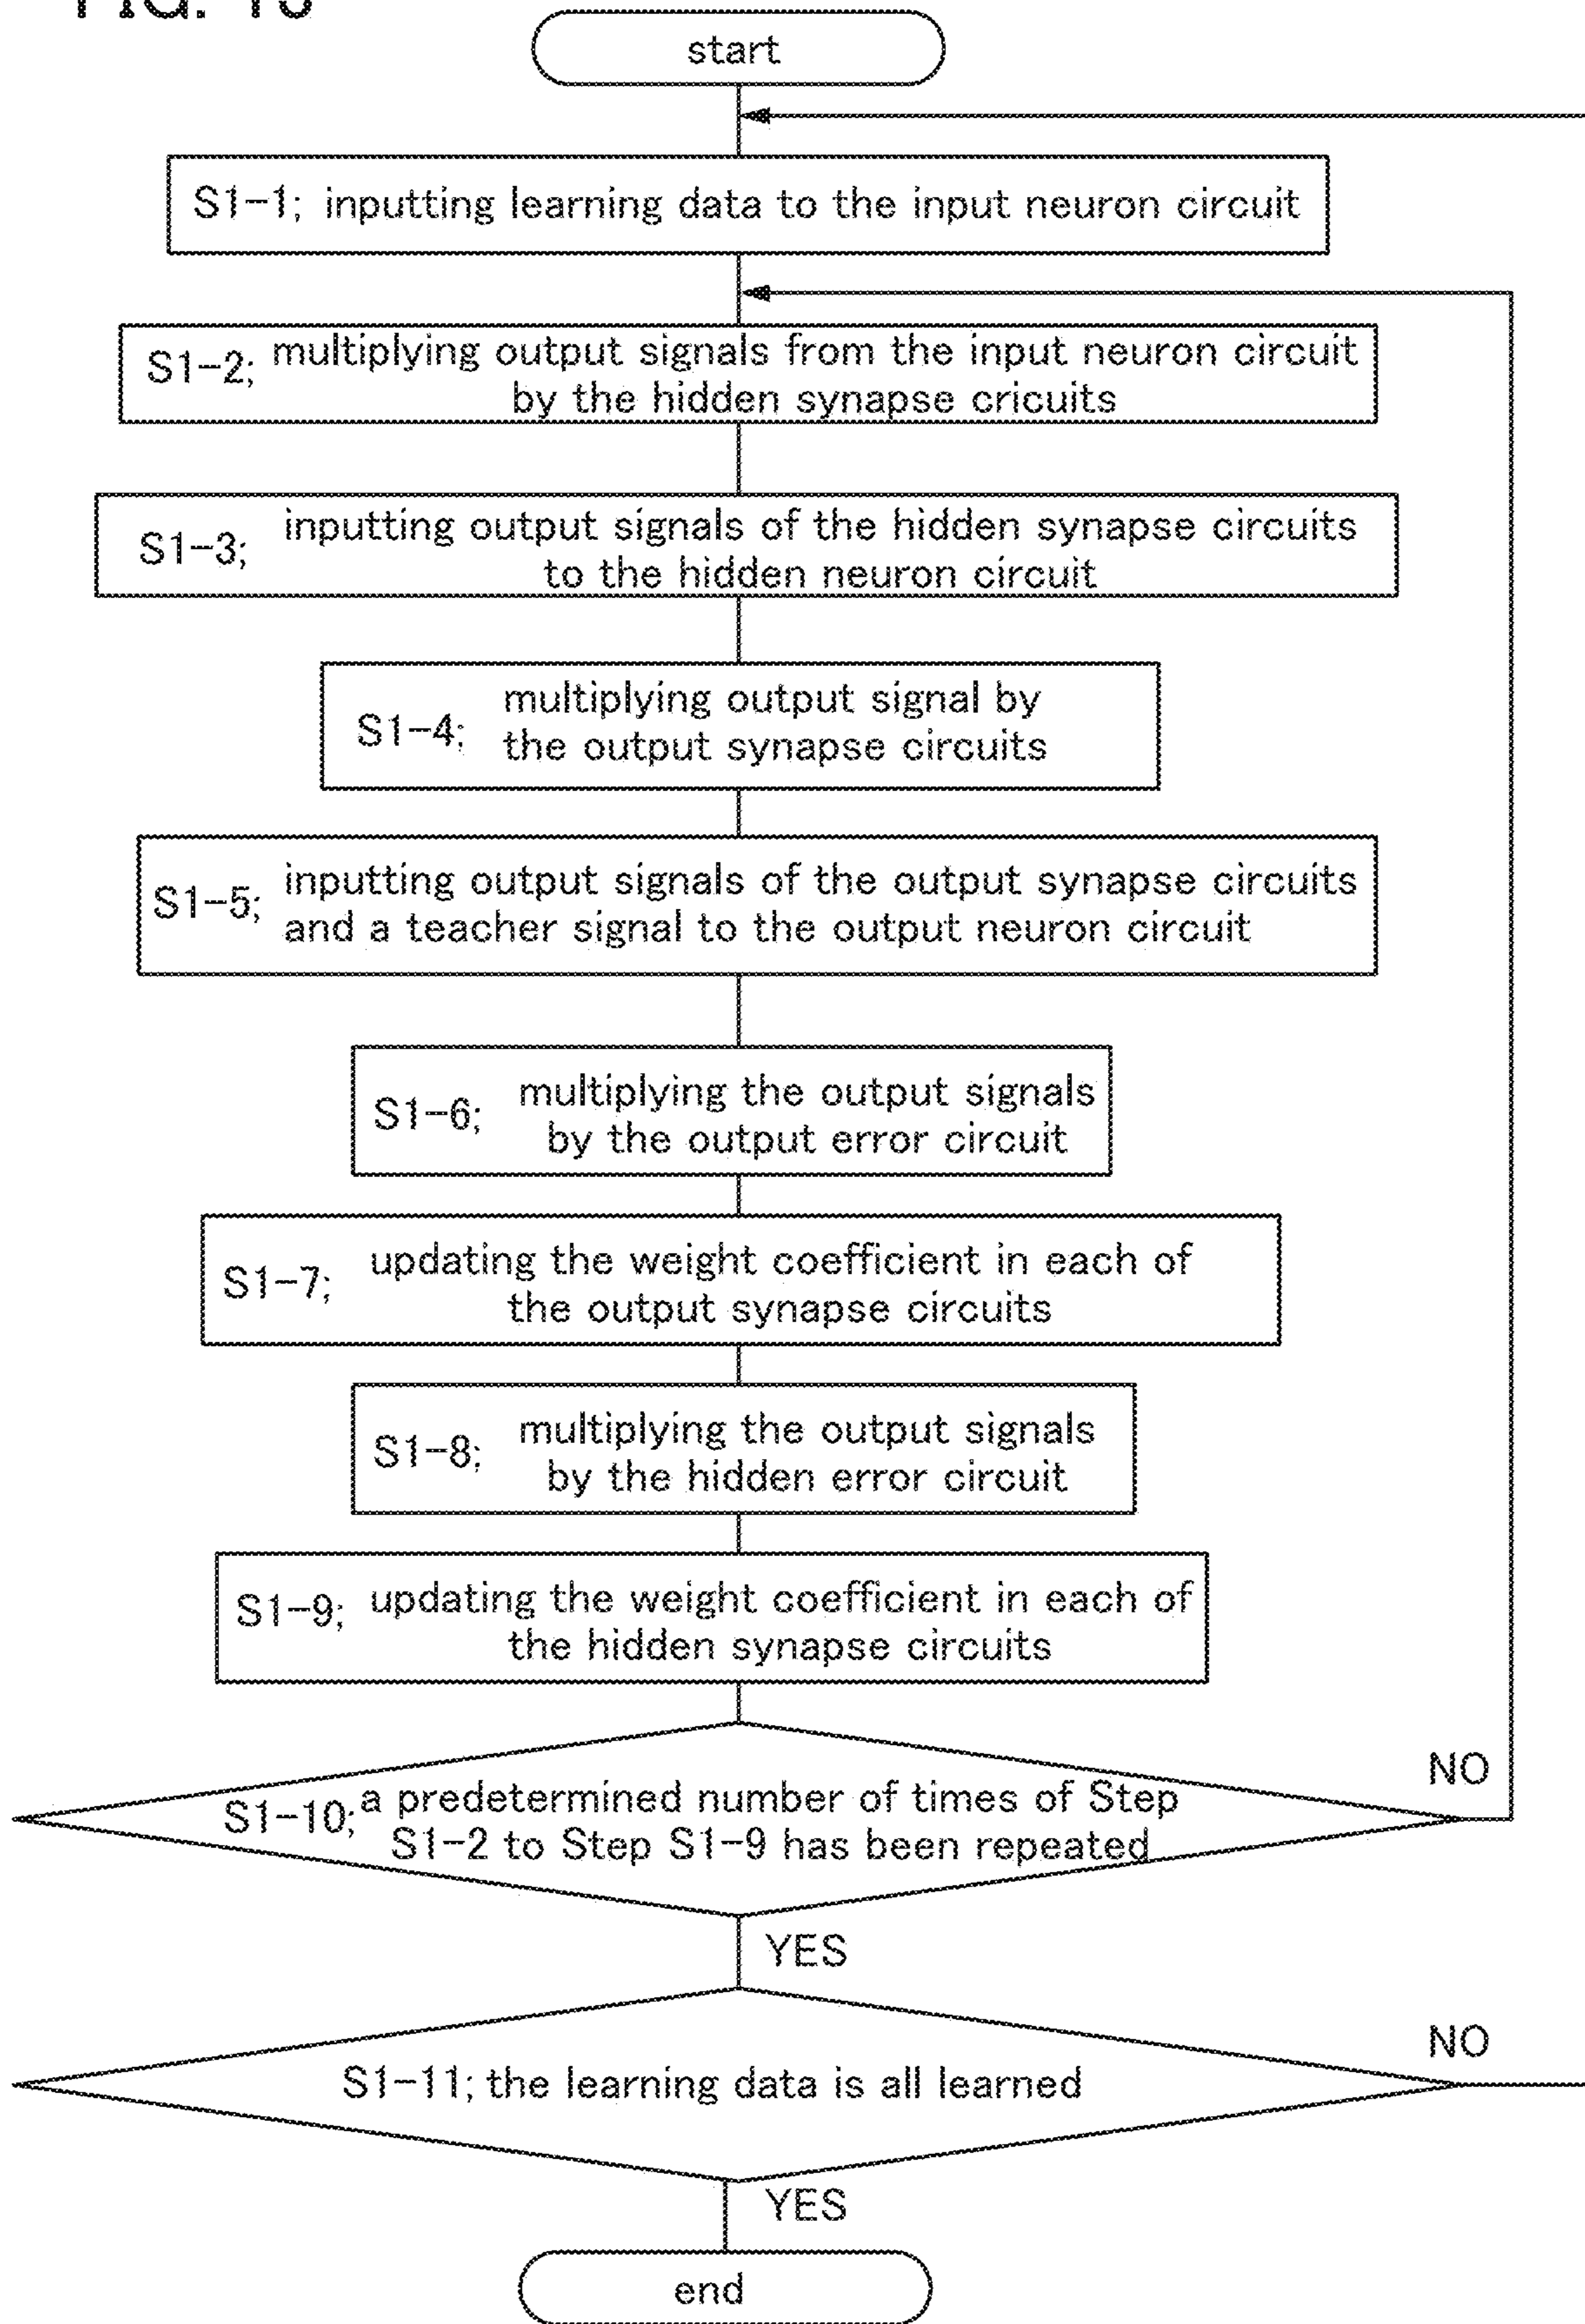 FIG.
start
S1-1; inputting learning data to the input neuron circuit
S1-2; multiplying output signals from the input neuron circuit
by the hidden synapse cricuits
S1-3; inputting output signals of the hidden synapse circuits
to the hidden neuron circuit
S1-4; multiplying output signal by
the output synapse circuits
S1-5; inputting output signals of the output synapse circuits
and a teacher signal to the output neuron circuit
S1-6; multiplying the output signals
by the output error circuit
S1-7; updating the weight coefficient in each of
the output synapse circuits
S1-8; multiplying the output signals
by the hidden error circuit
S1-9; updating the weight coefficient in each of
the hidden synapse circuits
NO
S1-10; a predetermined number of times of Step
S1-2 to Step S1-9 has been repeated
YES
NO
S1-11; the learning data is all learned
YES
end